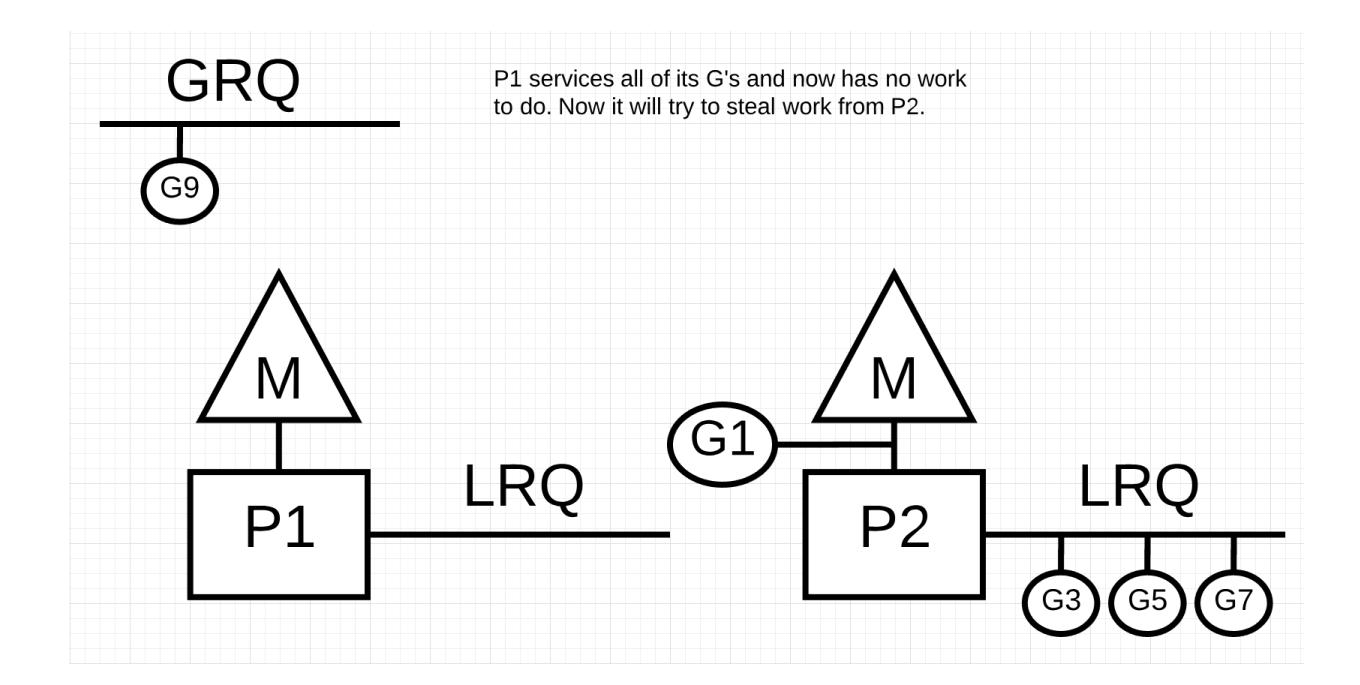 GRQ
P1 services all of its G's and now has no work
to do. Now it will try to steal work from P2.
G9
M
M
G1
LRQ
LRQ
P1
P2
G3
G5
G7